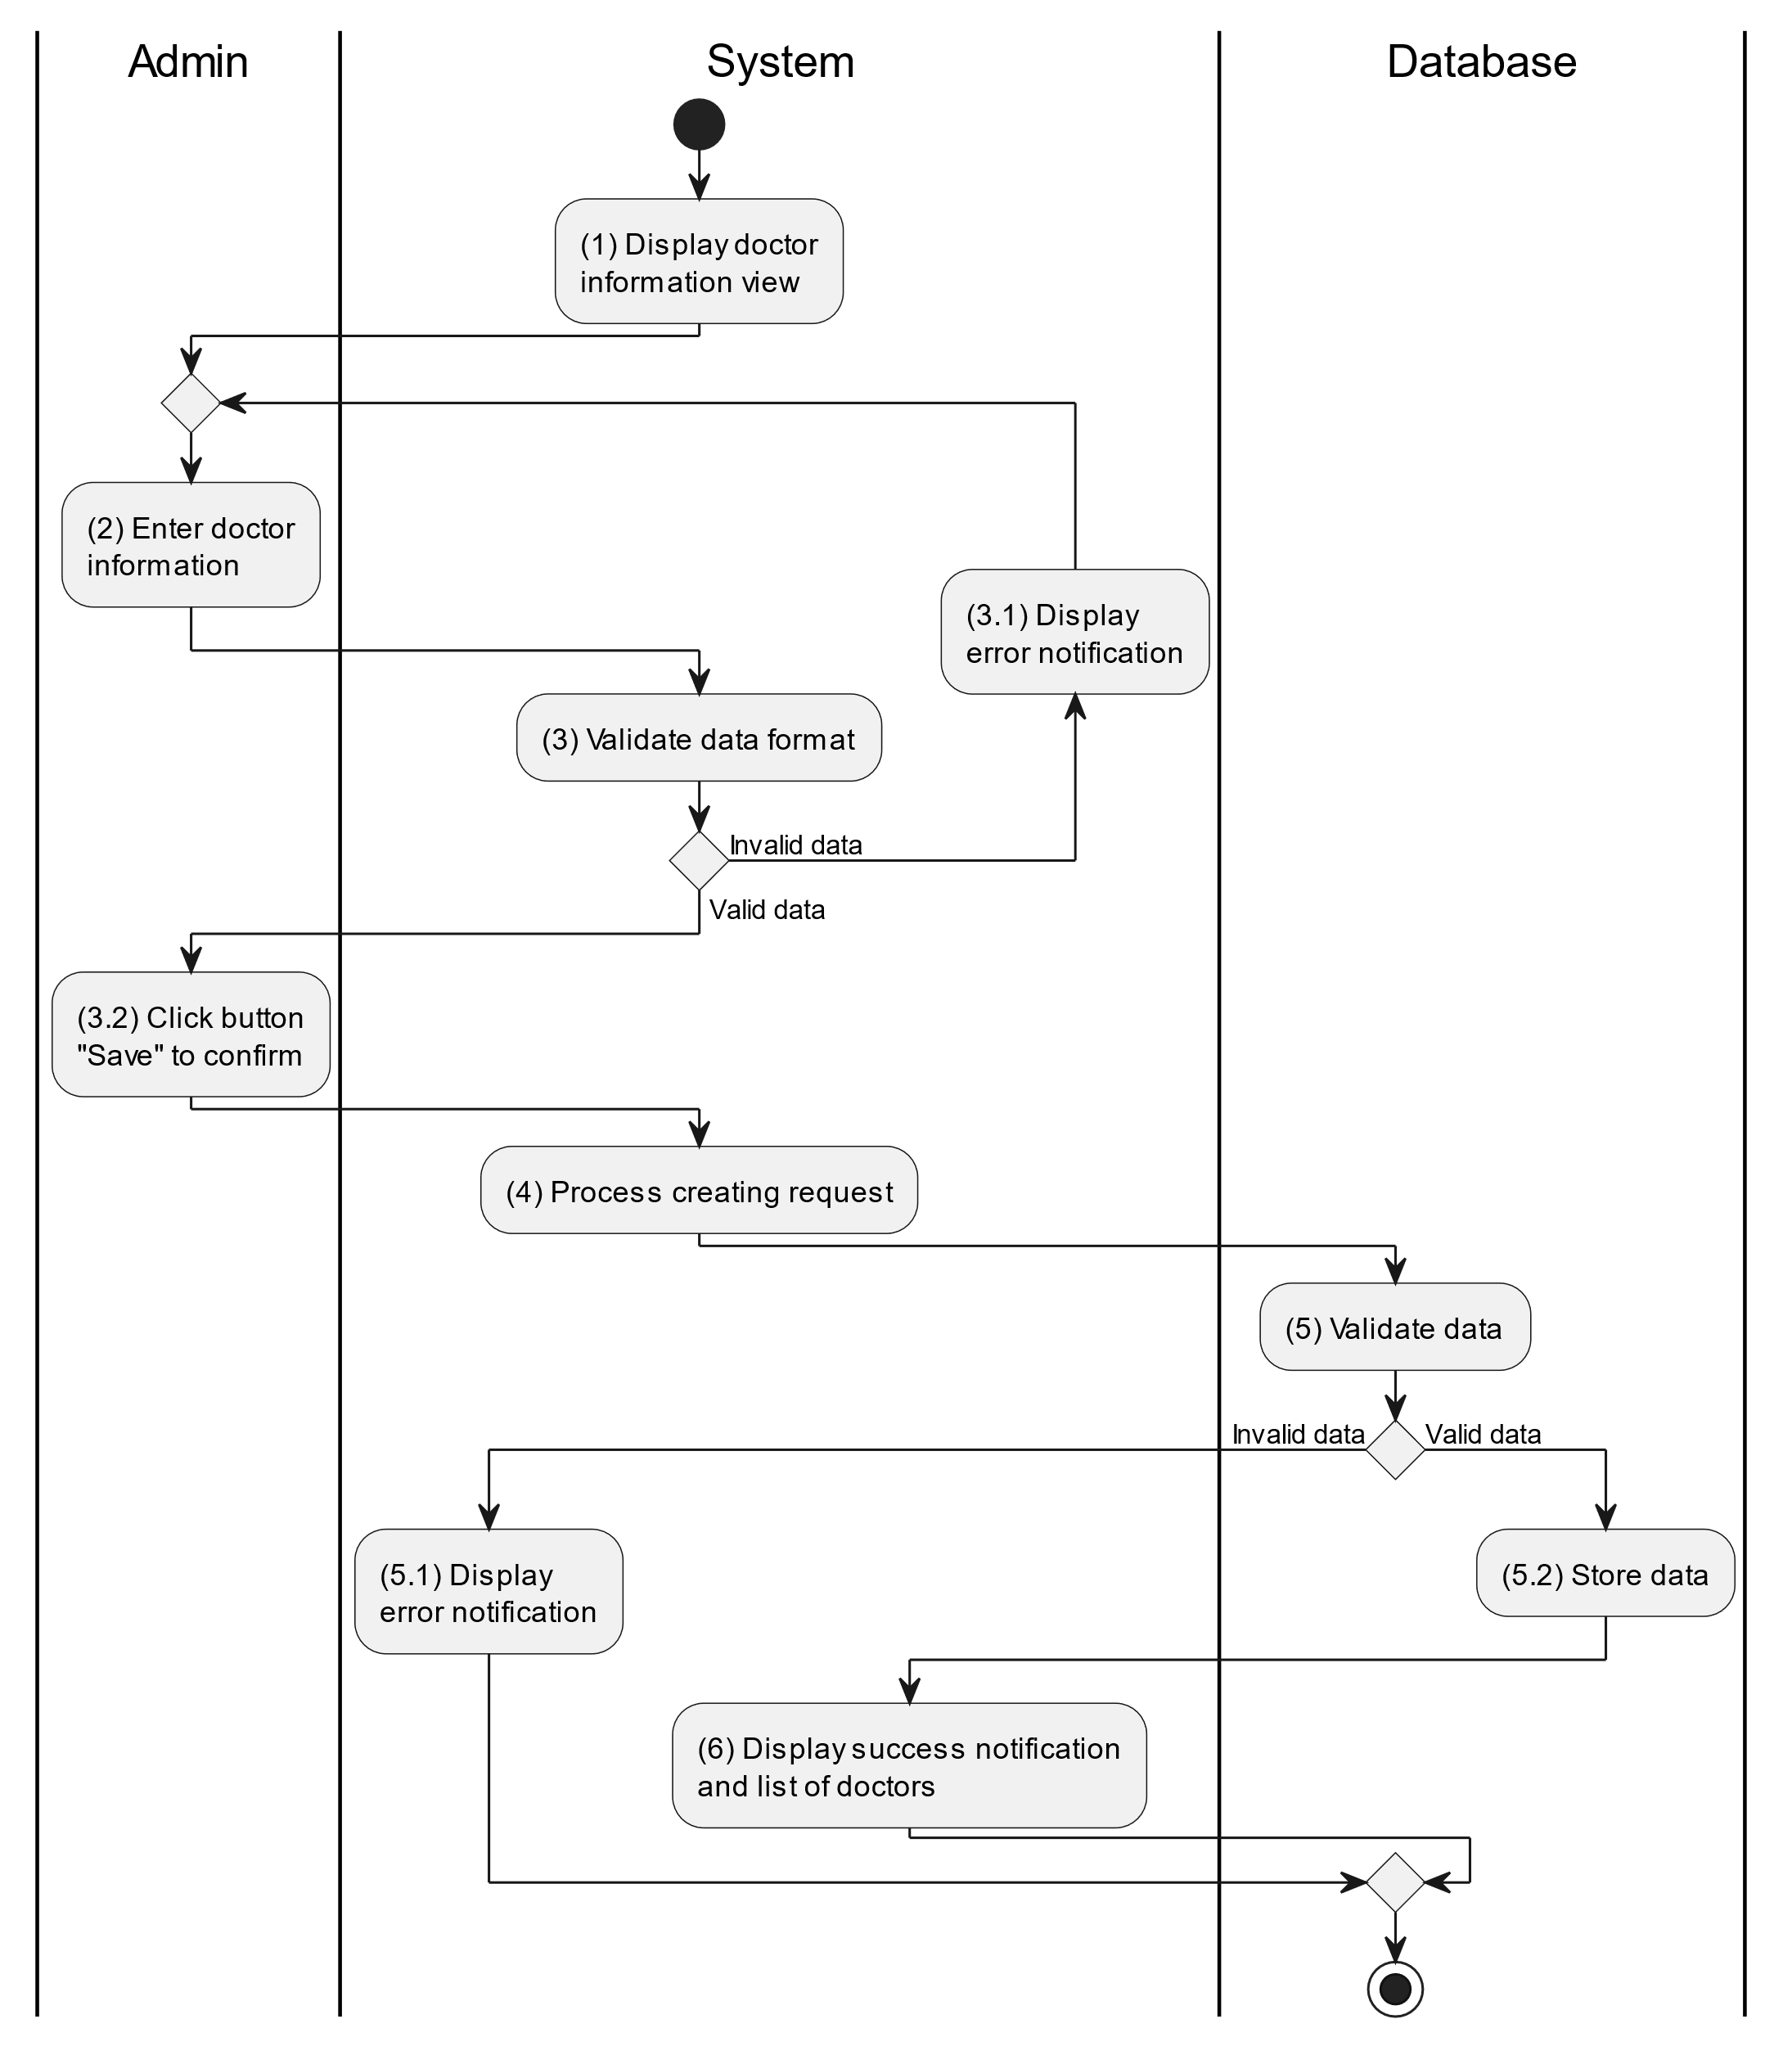 Admin
System
Database
(1) Display doctor
information view
(2) Enter doctor
information
(3.1) Display
error notification
(3) Validate data format
Invalid data
Valid data
(3.2) Click button
"Save" to confirm
(4) Process creating request
(5) Validate data
Invalid data
Valid data
(5.1) Display
error notification
(5.2) Store data
(6) Display success notification
and list of doctors